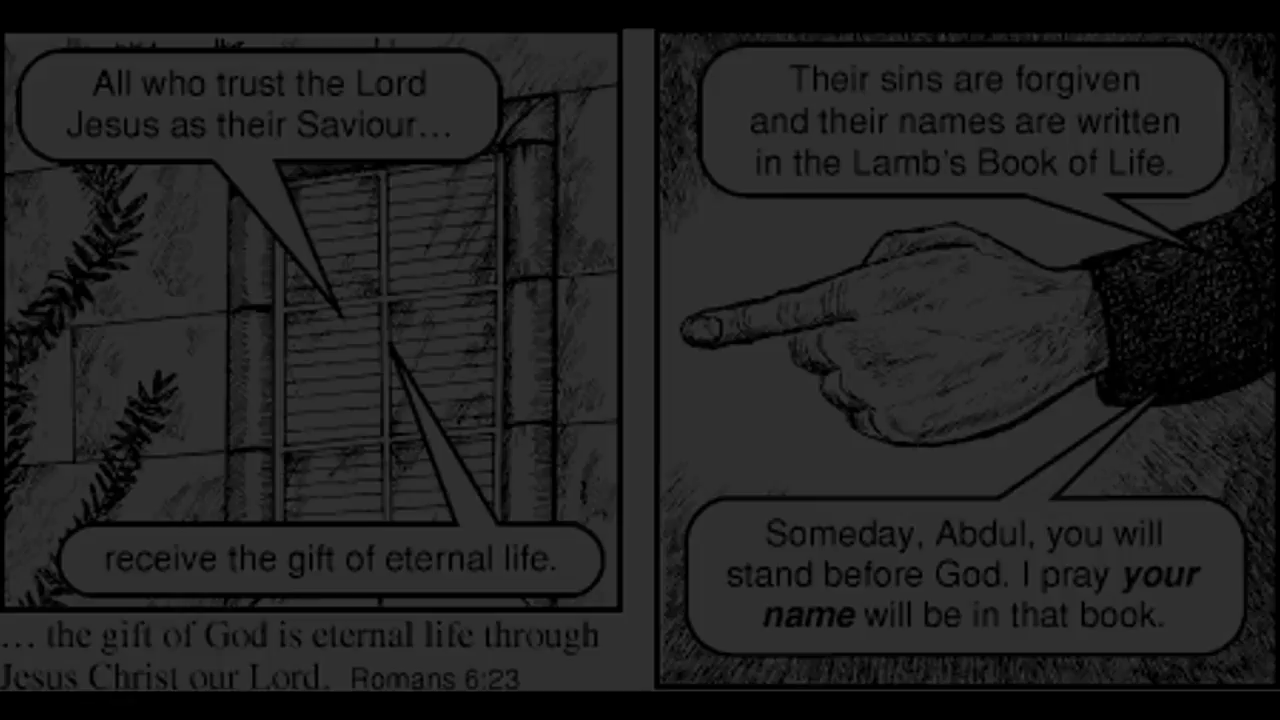 All who trust the Lord
Jesus as their Saviour...
receive the gift of eternal life.
... the gift of God is eternal life through
Jesus Christ our Lord. Romans 6:23
Their sins are forgiven
and their names are written
in the Lamb's Book of Life.
Someday, Abdul, you will
stand before God. I pray your
name will be in that book.